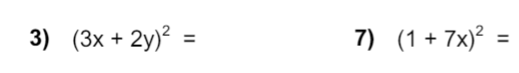 3) (3x + 2y)² = 7) (1 + 7x)² =